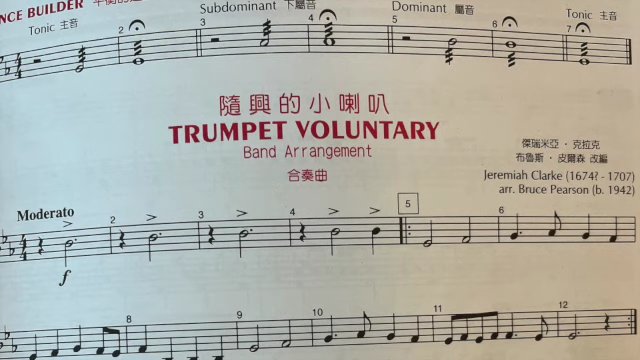 NCE BUILDER 平衡的
Tonic 主音
Subdominant 下屬音
Dominant 屬音
Tonic 主音
2 3 4 5 6 7
隨興的小喇叭
TRUMPET VOLUNTARY
Band Arrangement
合奏曲
傑瑞米亞・克拉克
布魯斯・皮爾森 改編
Jeremiah Clarke (1674? - 1707)
arr. Bruce Pearson (b. 1942)
Moderato
2 3 4 5 6
f
8 9 10 11 12